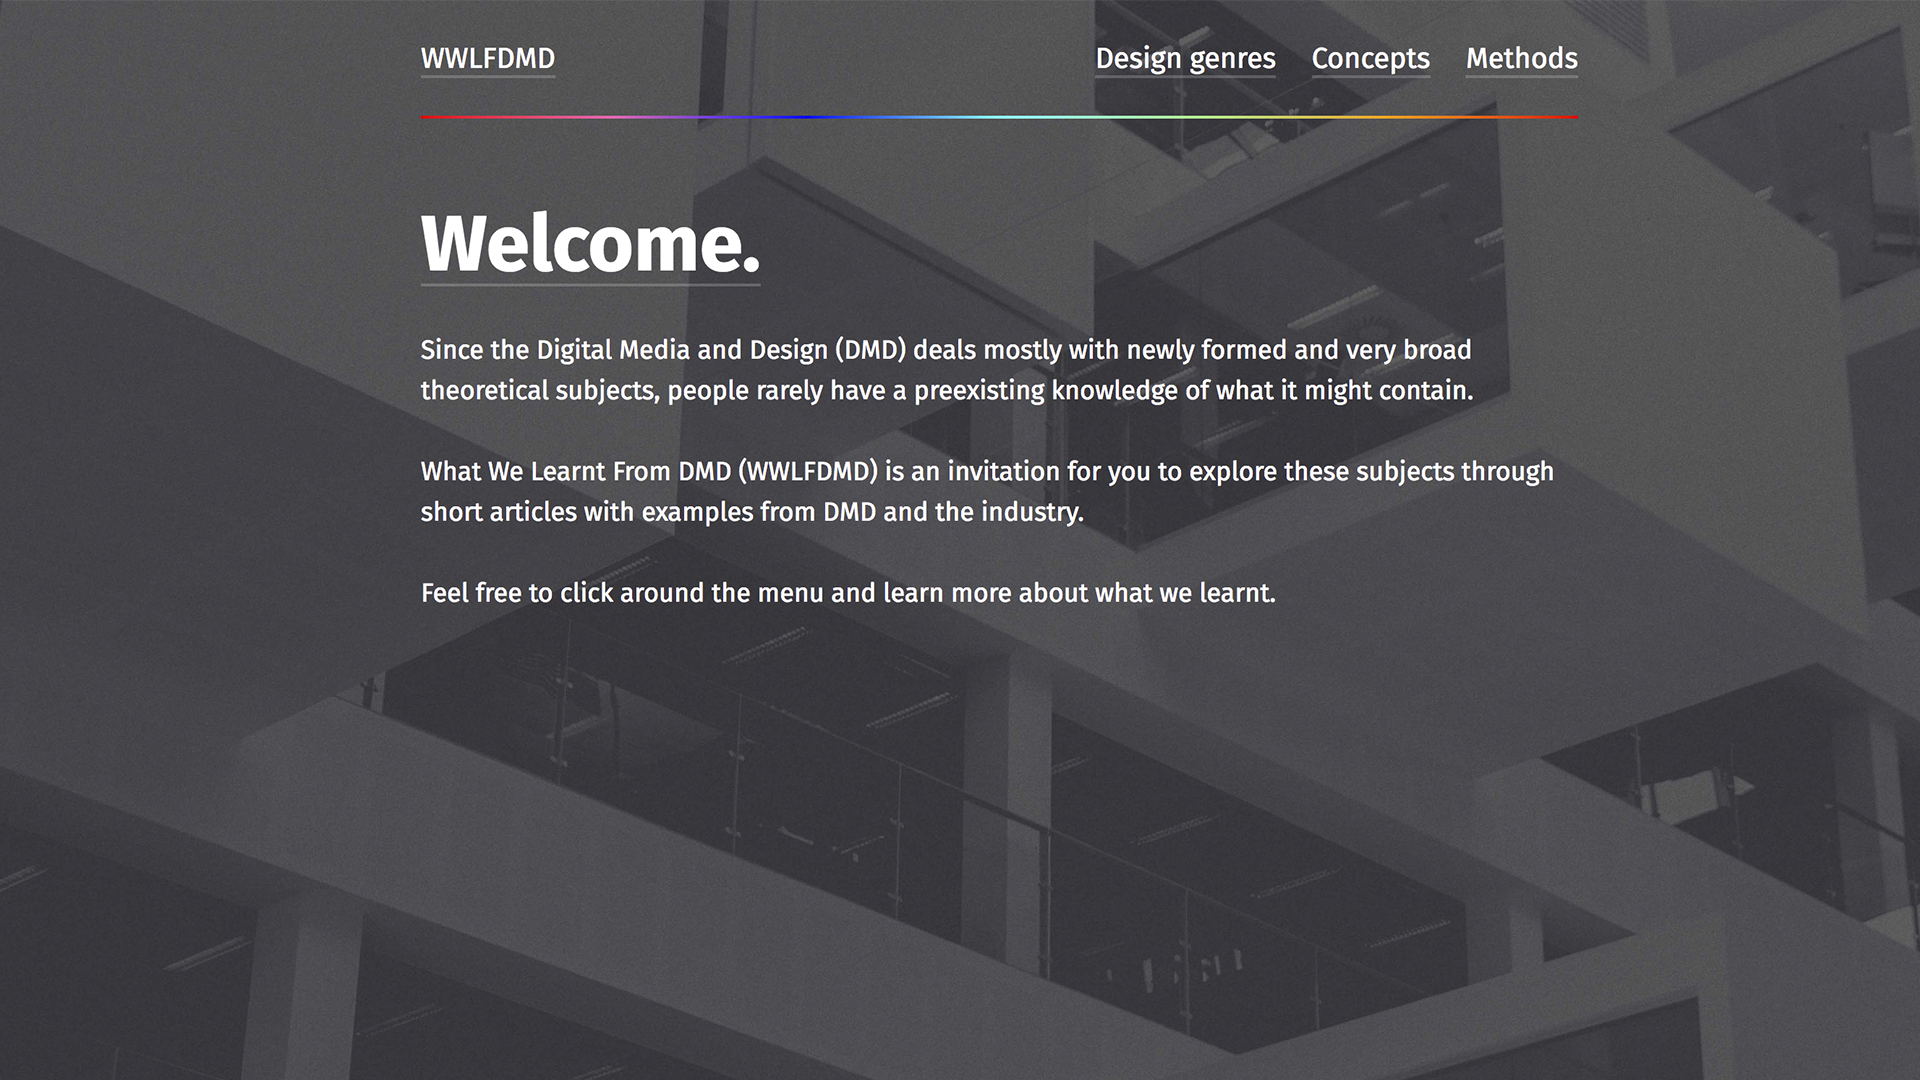 WWLFDMD
Design genres Concepts Methods
Welcome.
Since the Digital Media and Design (DMD) deals mostly with newly formed and very broad
theoretical subjects, people rarely have a preexisting knowledge of what it might contain.
What We Learnt From DMD (WWLFDMD) is an invitation for you to explore these subjects through
short articles with examples from DMD and the industry.
Feel free to click around the menu and learn more about what we learnt.